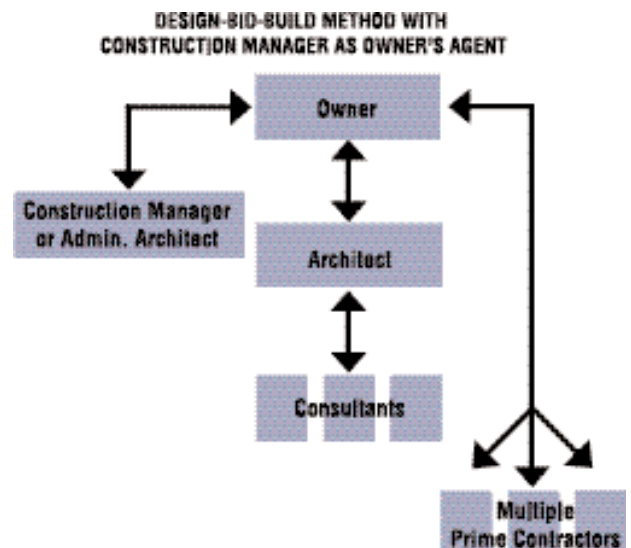 DESIGN-BID-BUILD METHOD WITH
CONSTRUCTION MANAGER AS OWNER'S AGENT
Owner
Construction Manager
or Admin. Architect
Architect
Consultants
Multiple
Prime Contractors